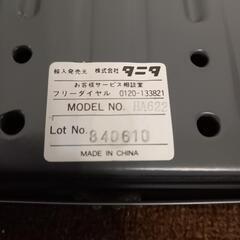 輸入発売元 株式会社 タニタ
お客様サービス相談室
フリーダイヤル 0120-133821
MODEL NO. HA622
Lot No. 840610
MADE IN CHINA